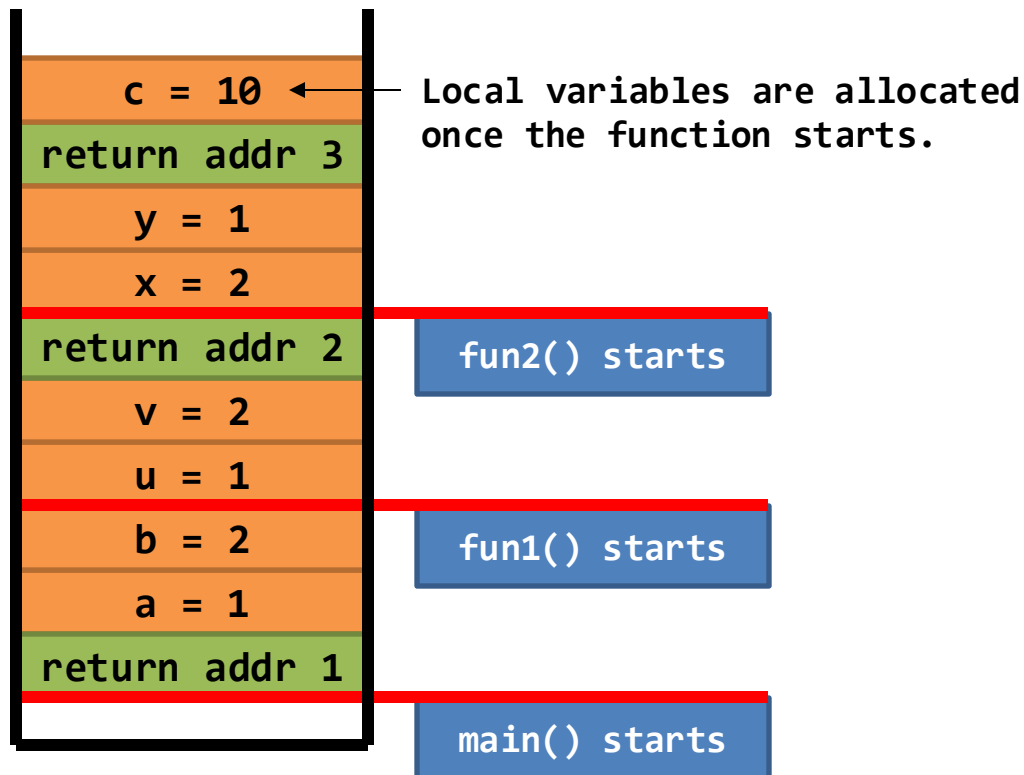 c = 10
Local variables are allocated
once the function starts.
return addr 3
y = 1
x = 2
return addr 2
fun2() starts
v = 2
u = 1
b = 2
fun1() starts
a = 1
return addr 1
main() starts